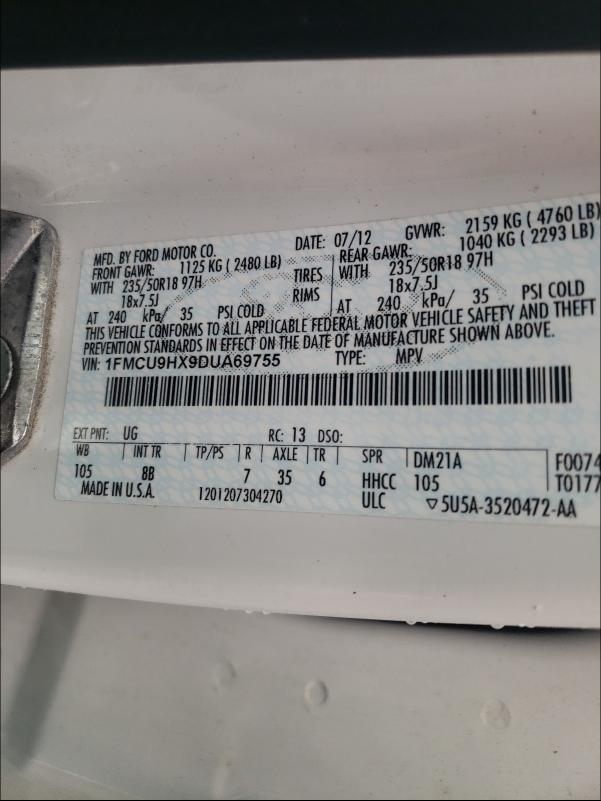 MFD. BY FORD MOTOR CO.
DATE: 07/12 GVWR: 2159 KG ( 4760 LB)
FRONT GAWR: 1125 KG ( 2480 LB) REAR GAWR: 1040 KG ( 2293 LB)
WITH 235/50R18 97H TIRES WITH 235/50R18 97H
18x7.5J RIMS 18x7.5J
AT 240 kPa/ 35 PSI COLD AT 240 kPa/ 35 PSI COLD
THIS VEHICLE CONFORMS TO ALL APPLICABLE FEDERAL MOTOR VEHICLE SAFETY AND THEFT
PREVENTION STANDARDS IN EFFECT ON THE DATE OF MANUFACTURE SHOWN ABOVE.
VIN: 1FMCU9HX9DUA69755 TYPE: MPV
EXT PNT: UG RC: 13 DSO:
WB INT TR TP/PS R AXLE TR SPR DM21A F0074
105 8B 7 35 6 HHCC 105 T0177
MADE IN U.S.A. 1201207304270 ULC ▽5U5A-3520472-AA